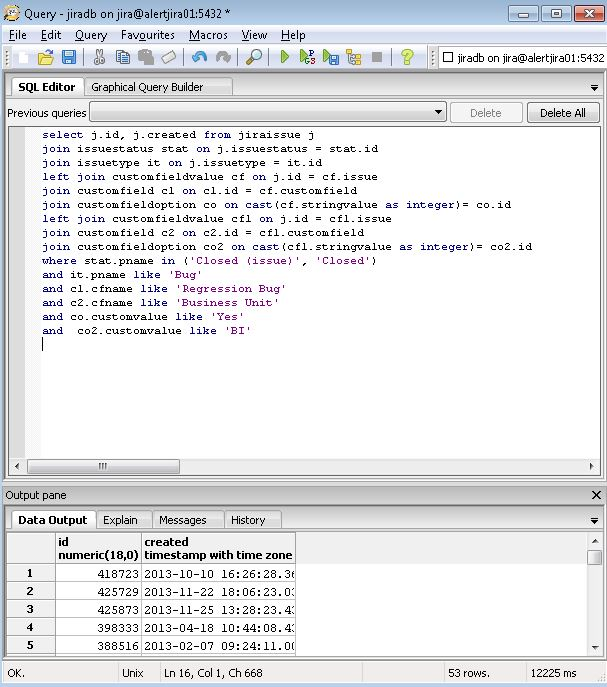 Query - jiradb on jira@alertjira01:5432 *
File Edit Query Favourites Macros View Help
jiradb on jira@alertjira01:5432
SQL Editor Graphical Query Builder
Previous queries Delete Delete All
select j.id, j.created from jiraissue j
join issuestatus stat on j.issuestatus = stat.id
join issuetype it on j.issuetype = it.id
left join customfieldvalue cf on j.id = cf.issue
join customfield c1 on c1.id = cf.customfield
join customfieldoption co on cast(cf.stringvalue as integer)= co.id
left join customfieldvalue cf1 on j.id = cf1.issue
join customfield c2 on c2.id = cf1.customfield
join customfieldoption co2 on cast(cf1.stringvalue as integer)= co2.id
where stat.pname in ('Closed (issue)', 'Closed')
and it.pname like 'Bug'
and c1.cfname like 'Regression Bug'
and c2.cfname like 'Business Unit'
and co.customvalue like 'Yes'
and  co2.customvalue like 'BI'
Output pane
Data Output Explain Messages History
id created
numeric(18,0) timestamp with time zone
1 418723 2013-10-10 16:26:28.36
2 425729 2013-11-22 18:06:23.03
3 425873 2013-11-25 13:28:23.43
4 398333 2013-04-18 10:44:08.43
5 388516 2013-02-07 09:24:11.00
OK. Unix Ln 16, Col 1, Ch 668 53 rows. 12225 ms